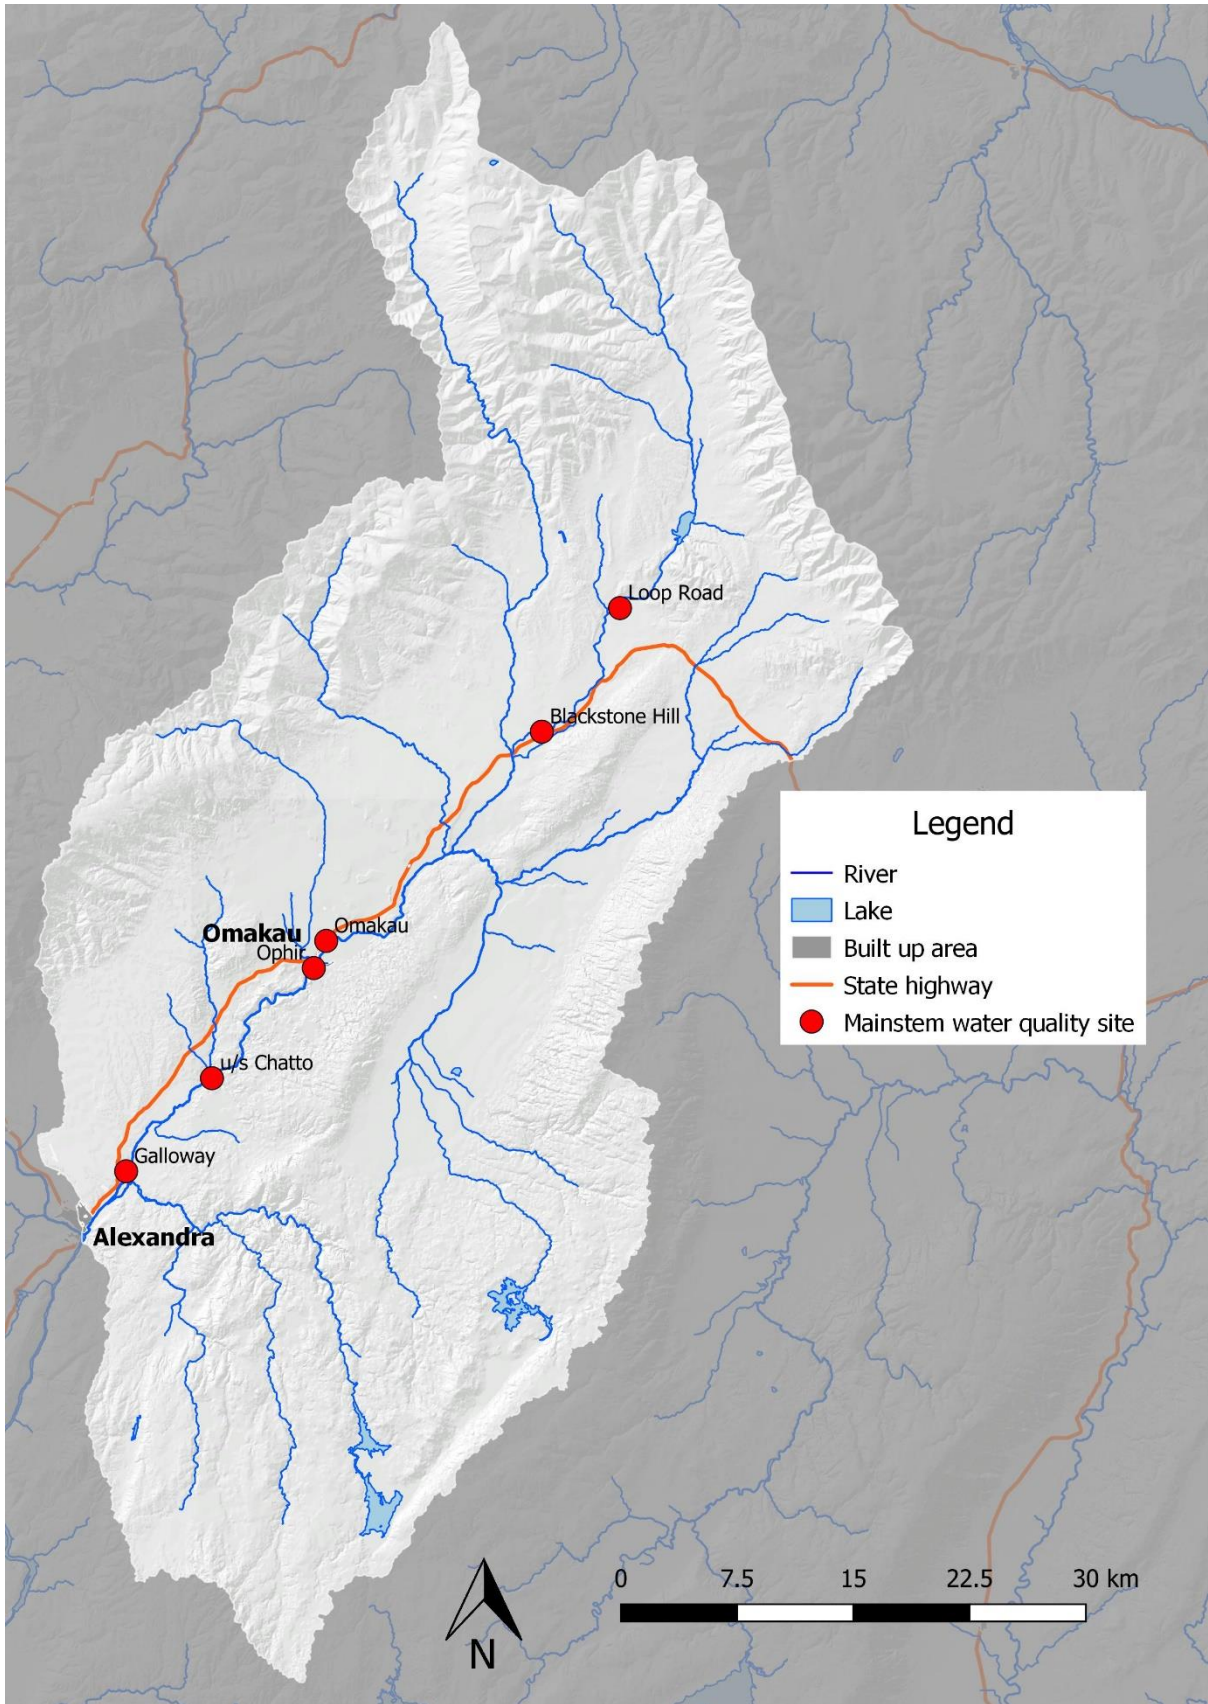 Loop Road
Blackstone Hill
Omakau
Omakau
Ophir
u/s Chatto
Galloway
Alexandra
Legend
River
Lake
Built up area
State highway
Mainstem water quality site
0 7.5 15 22.5 30 km
N